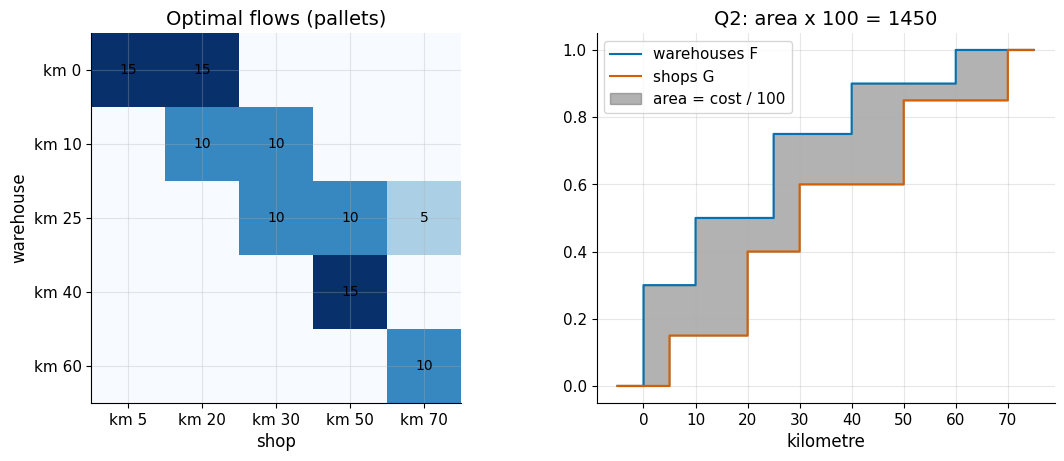 Optimal flows (pallets)
warehouse
km 0
km 10
km 25
km 40
km 60
15 15
10 10
10 10 5
15
10
km 5 km 20 km 30 km 50 km 70
shop
Q2: area x 100 = 1450
warehouses F
shops G
area = cost / 100
1.0
0.8
0.6
0.4
0.2
0.0
0 10 20 30 40 50 60 70
kilometre